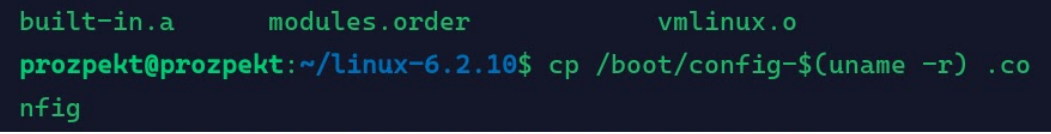 built-in.a modules.order vmlinux.o
prozpekt@prozpekt:~/linux-6.2.10$ cp /boot/config-$(uname -r) .co
nfig